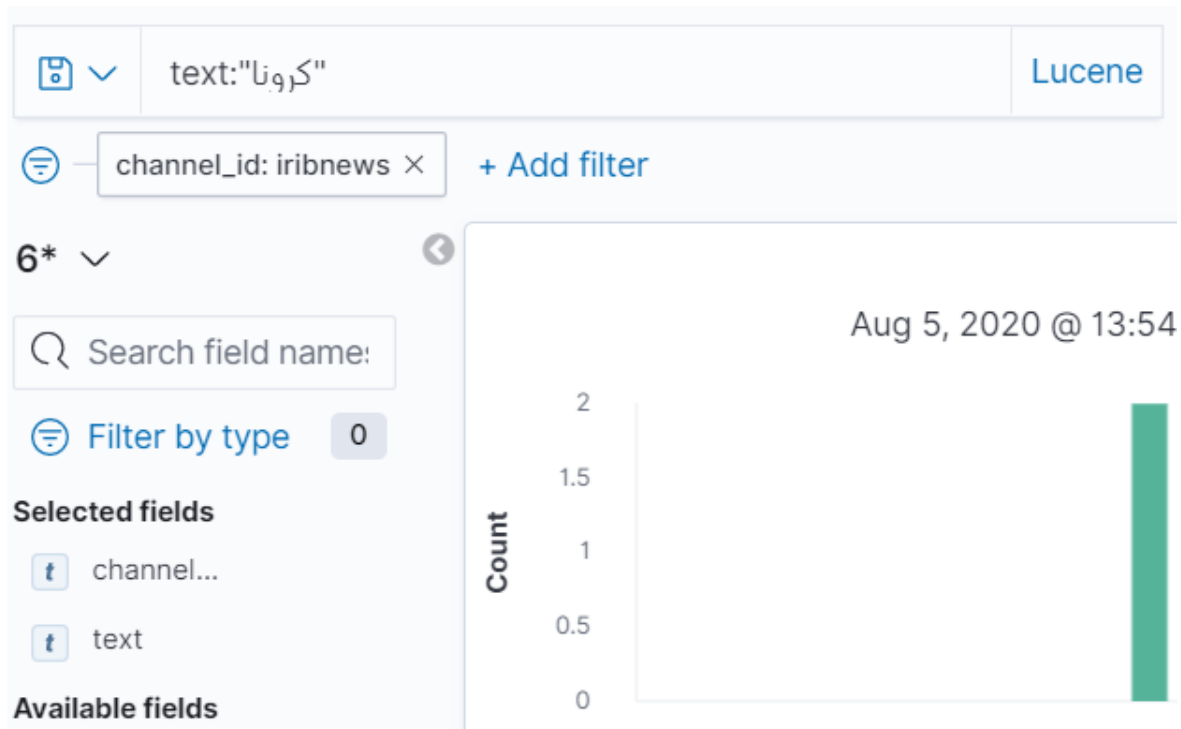 text:"کرونا"
Lucene
channel_id: iribnews ×
+ Add filter
6*
Search field name
Filter by type 0
Selected fields
t channel...
t text
Available fields
Aug 5, 2020 @ 13:54
2
1.5
1
0.5
0
Count